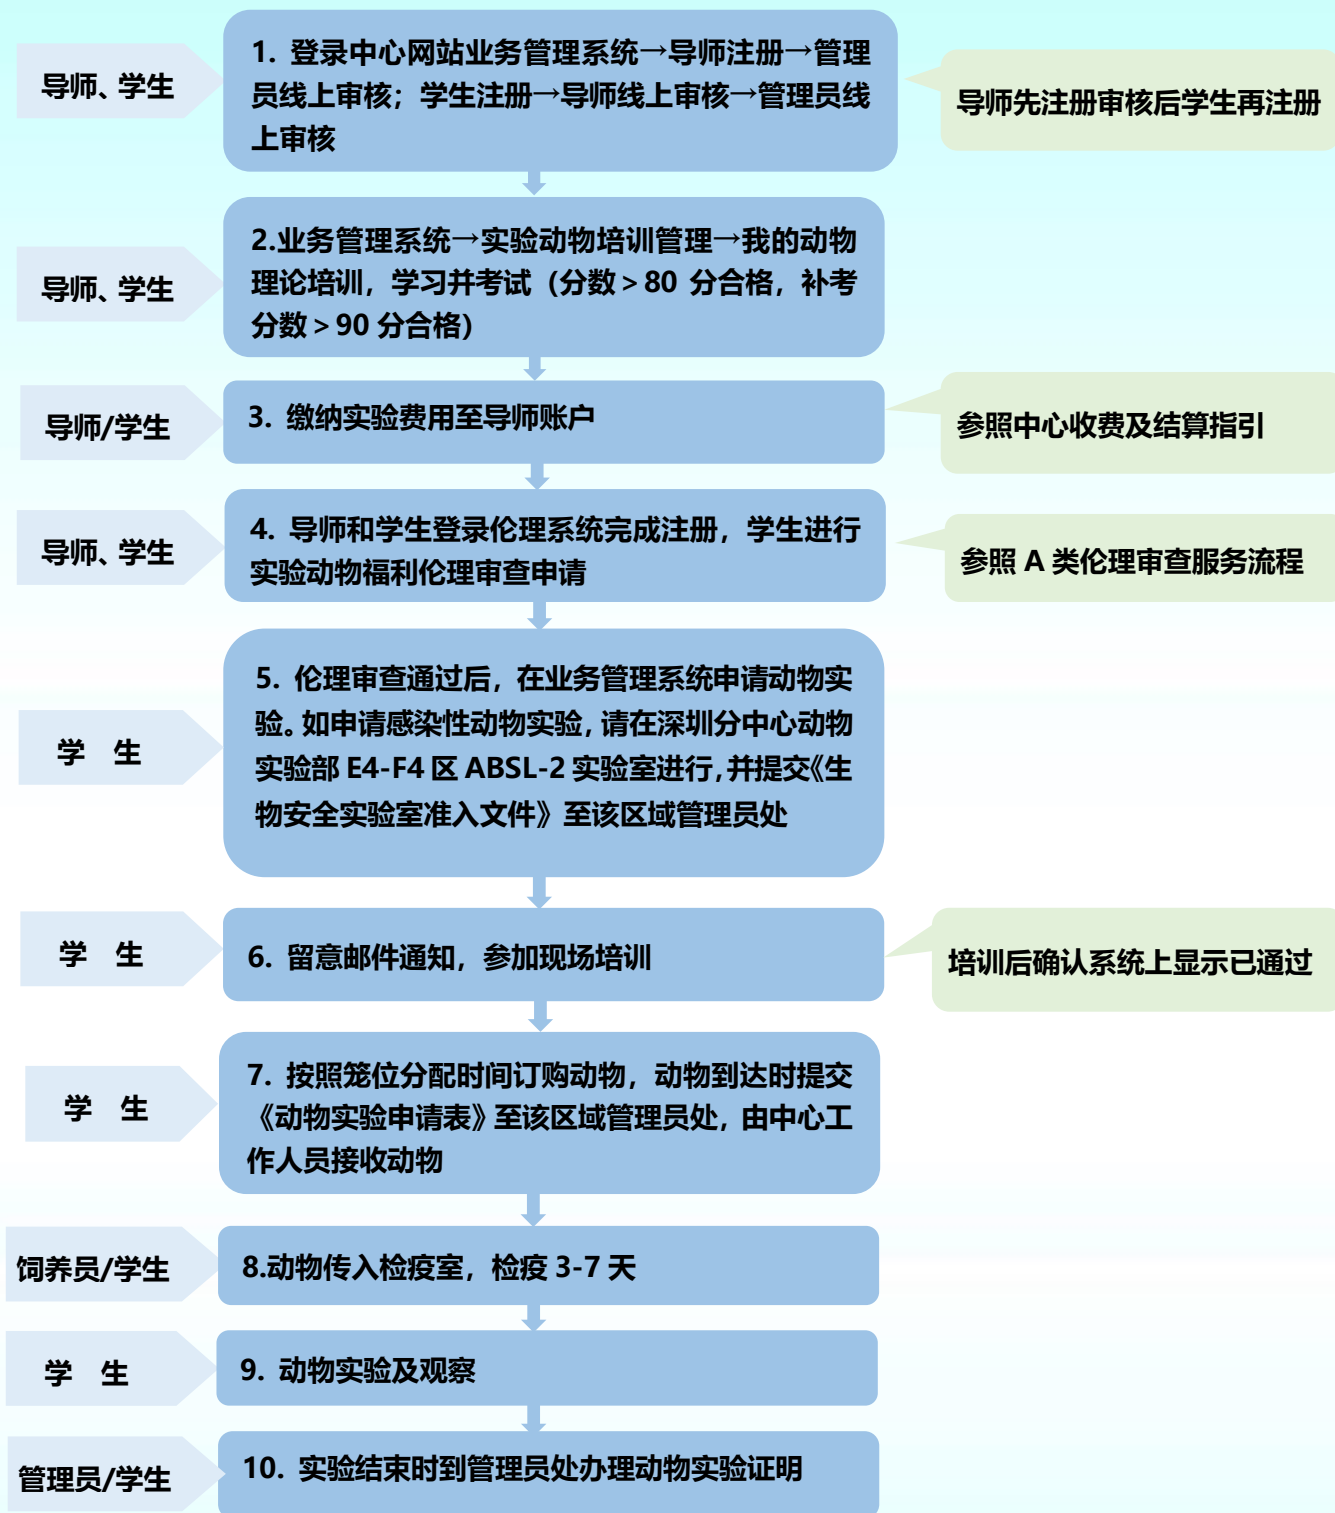 导师、学生
1. 登录中心网站业务管理系统→导师注册→管理
员线上审核；学生注册→导师线上审核→管理员线
上审核
导师先注册审核后学生再注册
导师、学生
2.业务管理系统→实验动物培训管理→我的动物
理论培训，学习并考试（分数＞80 分合格，补考
分数＞90 分合格）
导师/学生
3. 缴纳实验费用至导师账户
参照中心收费及结算指引
导师、学生
4. 导师和学生登录伦理系统完成注册，学生进行
实验动物福利伦理审查申请
参照 A 类伦理审查服务流程
学 生
5. 伦理审查通过后，在业务管理系统申请动物实
验。如申请感染性动物实验，请在深圳分中心动物
实验部 E4-F4 区 ABSL-2 实验室进行，并提交《生
物安全实验室准入文件》至该区域管理员处
学 生
6. 留意邮件通知，参加现场培训
培训后确认系统上显示已通过
学 生
7. 按照笼位分配时间订购动物，动物到达时提交
《动物实验申请表》至该区域管理员处，由中心工
作人员接收动物
饲养员/学生
8.动物传入检疫室，检疫 3-7 天
学 生
9. 动物实验及观察
管理员/学生
10. 实验结束时到管理员处办理动物实验证明